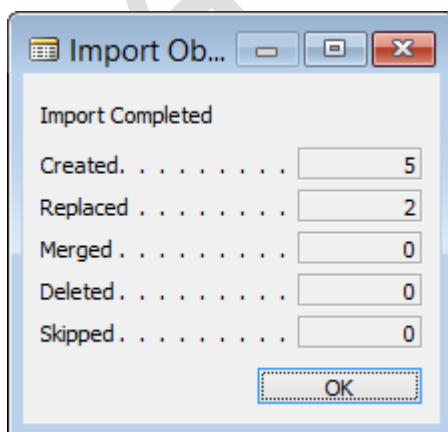 Import Ob...
Import Completed
Created. . . . . . . . . 5
Replaced . . . . . . . . 2
Merged . . . . . . . . . 0
Deleted . . . . . . . . . 0
Skipped . . . . . . . . . 0
OK